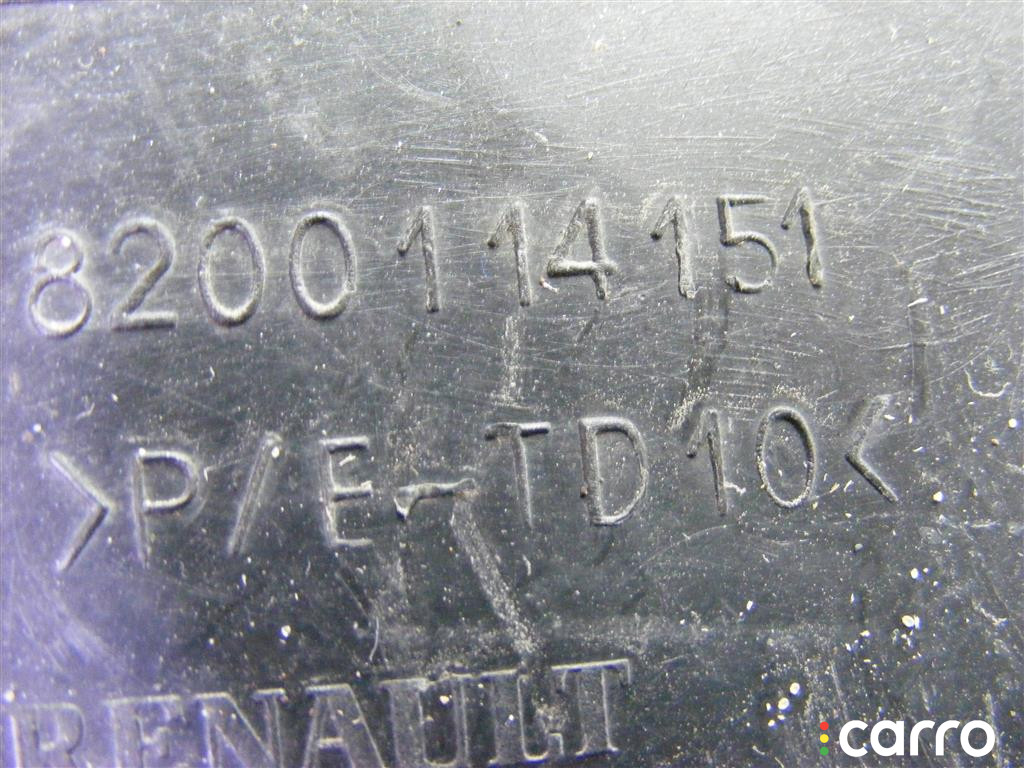 8200114151
>P/E-TD10<
RENAULT
carro